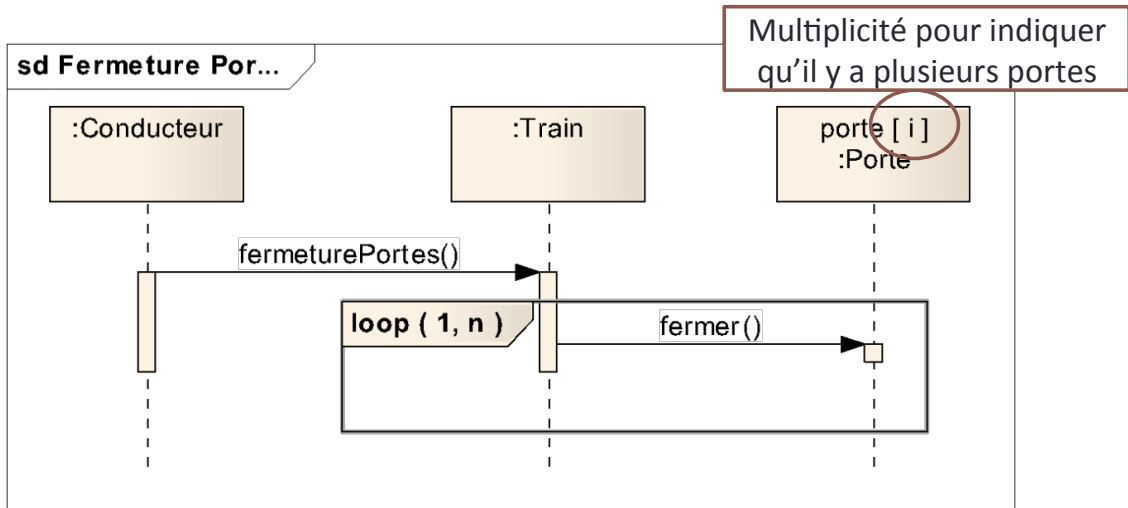 Multiplicité pour indiquer
qu’il y a plusieurs portes
sd Fermeture Por...
:Conducteur
:Train
porte [ i ]
:Porte
fermeturePortes()
loop ( 1, n )
fermer()